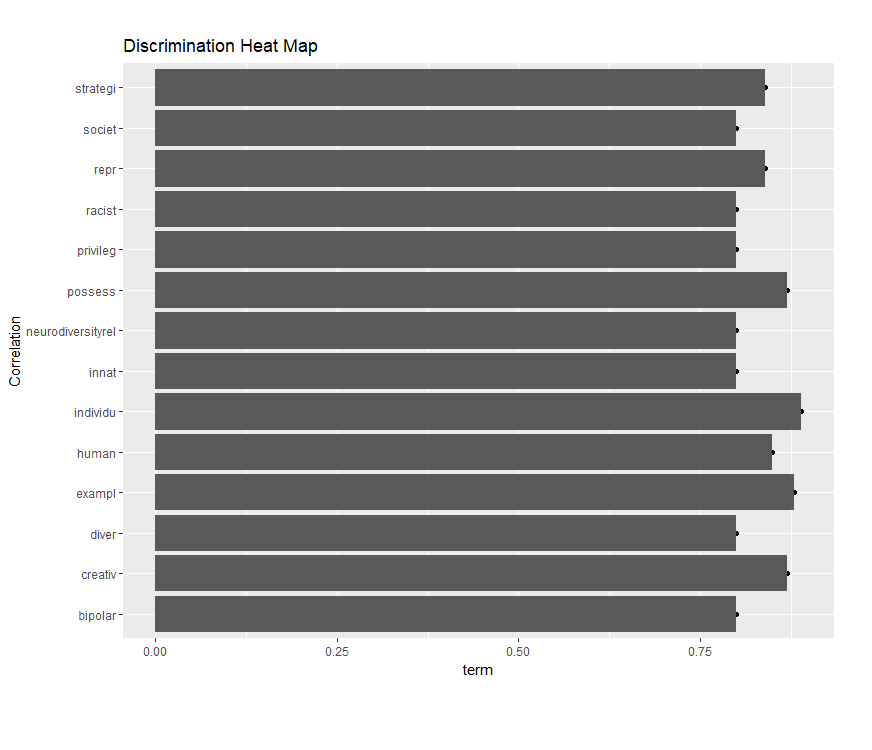 Discrimination Heat Map
strategi
societ
repr
racist
privileg
possess
neurodiversityrel
innat
individu
human
exampl
diver
creativ
bipolar
Correlation
0.00 0.25 0.50 0.75
term